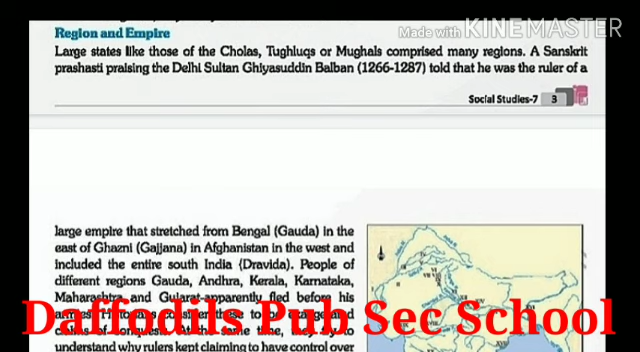 Region and Empire
Made with KINEMASTER
Large states like those of the Cholas, Tughluqs or Mughals comprised many regions. A Sanskrit
prashasti praising the Delhi Sultan Ghiyasuddin Balban (1266-1287) told that he was the ruler of a
Social Studies-7 3
large empire that stretched from Bengal (Gauda) in the
east of Ghazni (Gajjana) in Afghanistan in the west and
included the entire south India (Dravida). People of
different regions Gauda, Andhra, Kerala, Karnataka,
Maharashtra and Gujarat-apparently fled before his
Daffodills Pub Sec School
understand why rulers kept claiming to have control over